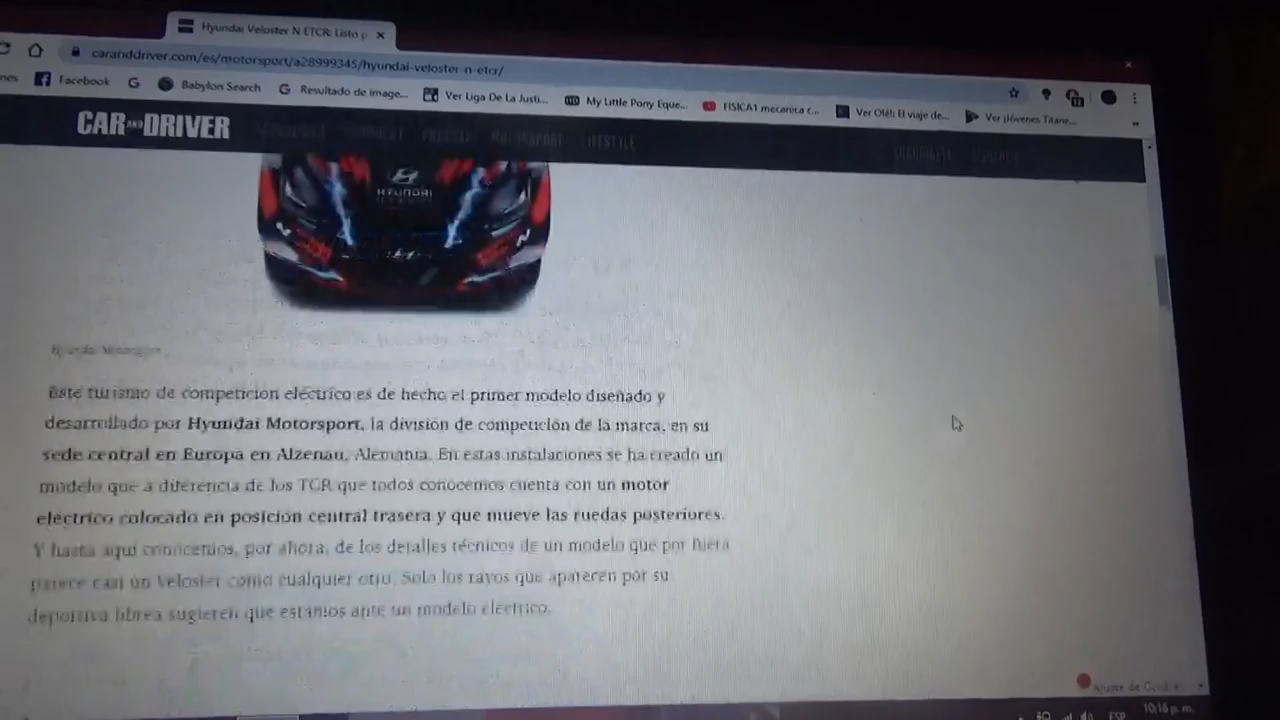 Hyundai Veloster N ETCR: Listo p
caranddriver.com/es/motorsport/a28999345/hyundai-veloster-n-etcr/
nes Facebook G Babylon Search Resultado de image... Ver Liga De La Justi... My Little Pony Eque... FISICA1 mecanica c... Ver Olé!: El viaje de... Ver ¡Jóvenes Titane...
CAR AND DRIVER MOTORSPORT LIFESTYLE
HYUNDAI
Hyundai Motorsport
Este turismo de competición eléctrico es de hecho el primer modelo diseñado y
desarrollado por Hyundai Motorsport, la división de competición de la marca, en su
sede central en Europa en Alzenau, Alemania. En estas instalaciones se ha creado un
modelo que a diferencia de los TCR que todos conocemos cuenta con un motor
eléctrico colocado en posición central trasera y que mueve las ruedas posteriores.
Y hasta aquí conocemos, por ahora, de los detalles técnicos de un modelo que por fuera
parece casi un Veloster como cualquier otro. Solo los rayos que aparecen por su
deportiva librea sugieren que estamos ante un modelo eléctrico.
ESP 10:16 p. m.